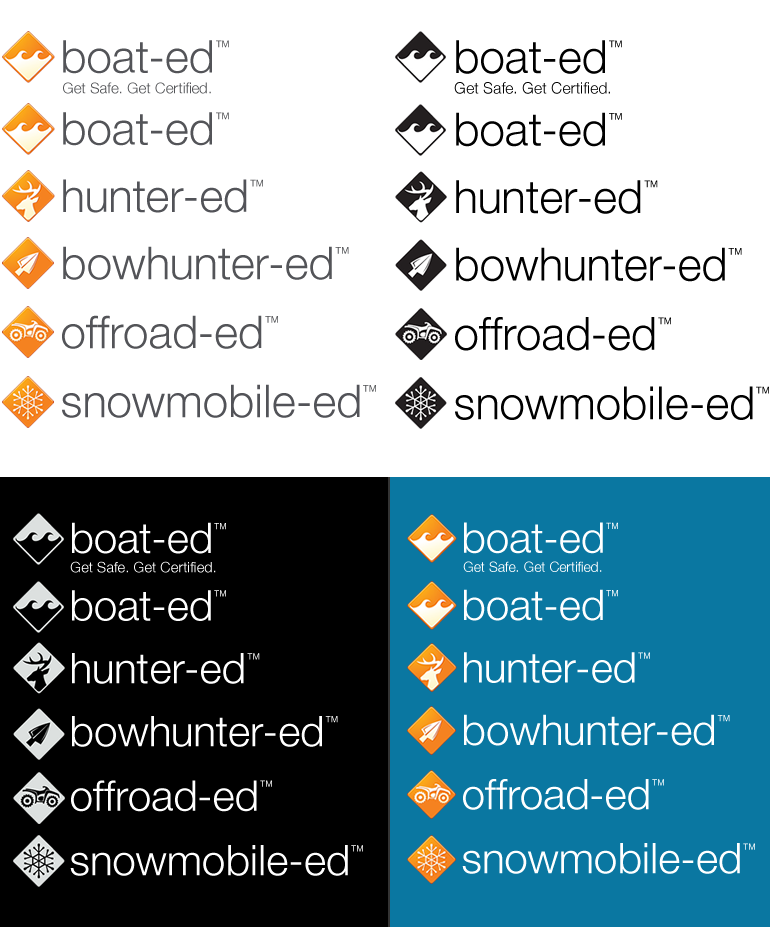 boat-ed™
Get Safe. Get Certified.
boat-ed™
hunter-ed™
bowhunter-ed™
offroad-ed™
snowmobile-ed™
boat-ed™
Get Safe. Get Certified.
boat-ed™
hunter-ed™
bowhunter-ed™
offroad-ed™
snowmobile-ed™
boat-ed™
Get Safe. Get Certified.
boat-ed™
hunter-ed™
bowhunter-ed™
offroad-ed™
snowmobile-ed™
boat-ed™
Get Safe. Get Certified.
boat-ed™
hunter-ed™
bowhunter-ed™
offroad-ed™
snowmobile-ed™